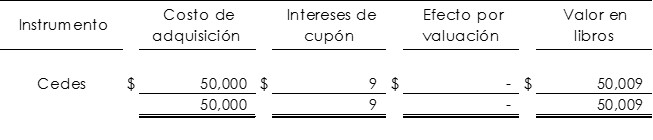 Instrumento Costo de adquisición Intereses de cupón Efecto por valuación Valor en libros
Cedes $ 50,000 $ 9 $ - $ 50,009
50,000 9 - 50,009